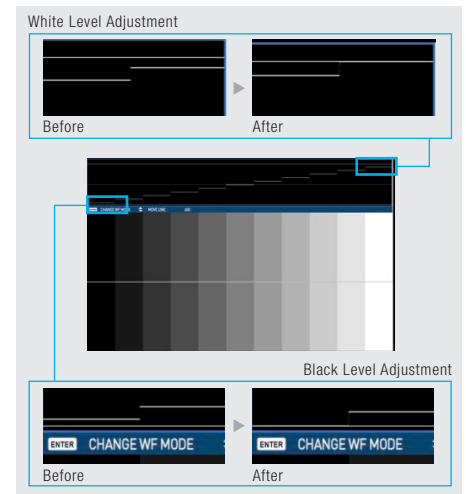 White Level Adjustment
Before
After
ENTER CHANGE WF MODE MOVE LINE
Black Level Adjustment
ENTER CHANGE WF MODE
ENTER CHANGE WF MODE
Before
After